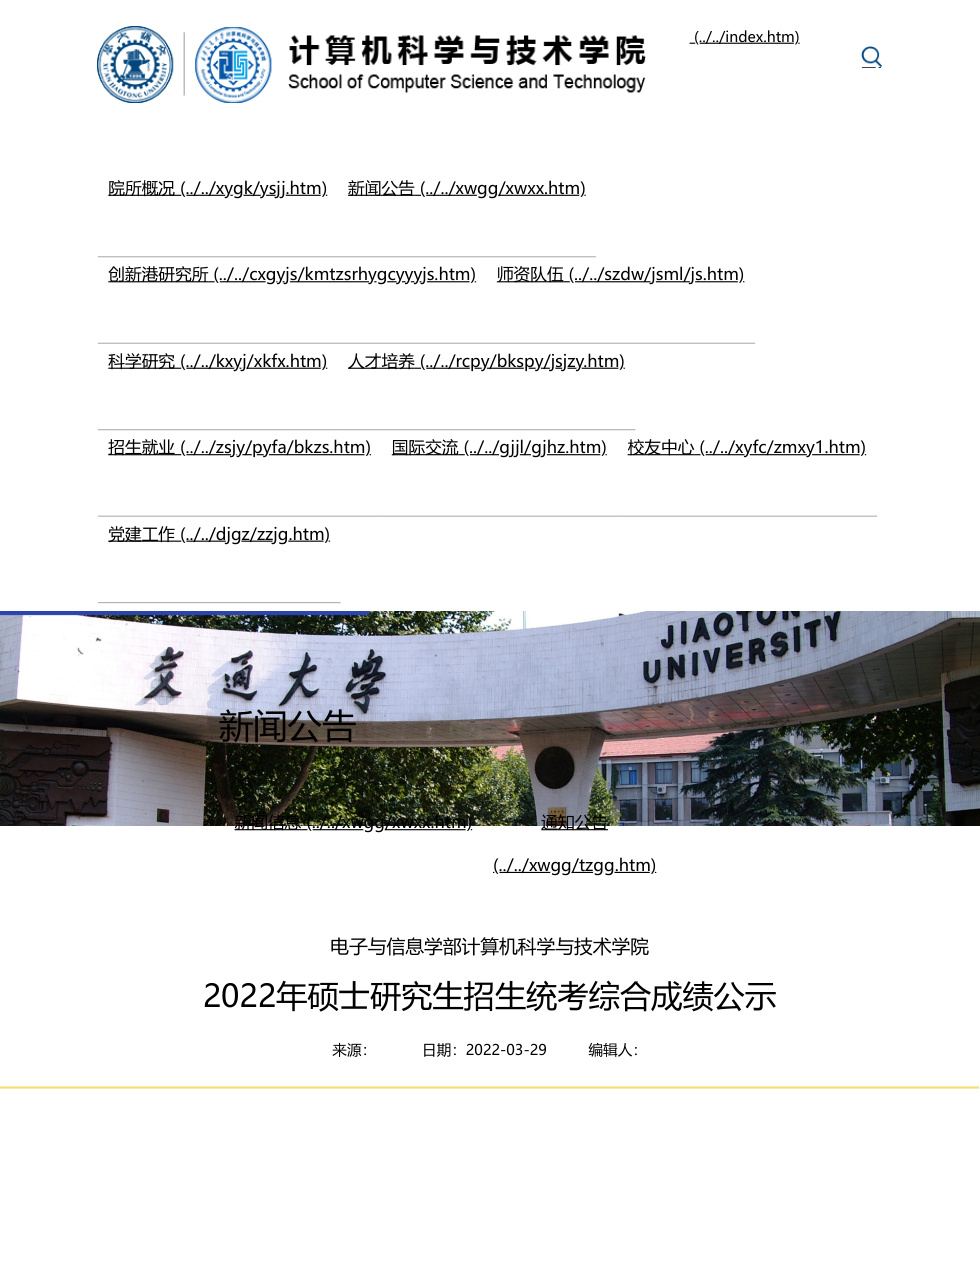 计算机科学与技术学院
School of Computer Science and Technology
(../../index.htm)
院所概况 (../../xygk/ysjj.htm) 新闻公告 (../../xwgg/xwxx.htm)
创新港研究所 (../../cxgyjs/kmtzsrhygcyyyjs.htm) 师资队伍 (../../szdw/jsml/js.htm)
科学研究 (../../kxyj/xkfx.htm) 人才培养 (../../rcpy/bkspy/jsjzy.htm)
招生就业 (../../zsjy/pyfa/bkzs.htm) 国际交流 (../../gjjl/gjhz.htm) 校友中心 (../../xyfc/zmxy1.htm)
党建工作 (../../djgz/zzjg.htm)
JIAOTONG
UNIVERSITY
交通大学
新闻公告
新闻信息 (../../xwgg/xwxx.htm) 通知公告
(../../xwgg/tzgg.htm)
电子与信息学部计算机科学与技术学院
2022年硕士研究生招生统考综合成绩公示
来源： 日期：2022-03-29 编辑人：